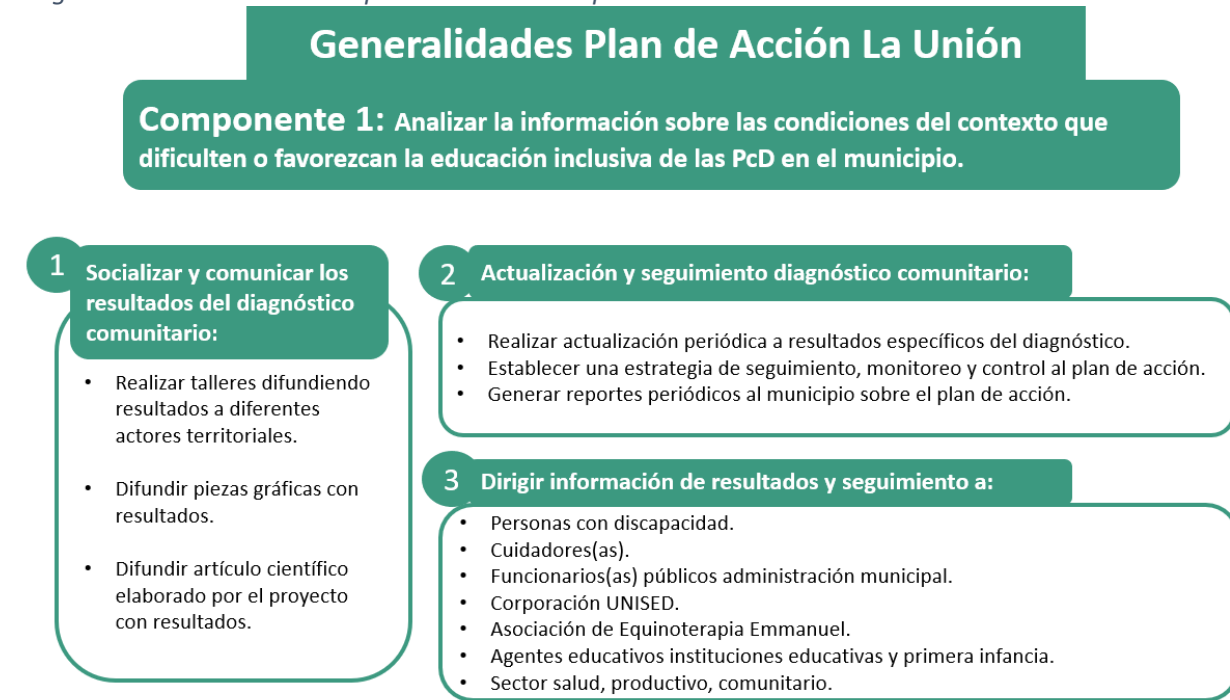 Generalidades Plan de Acción La Unión
Componente 1: Analizar la información sobre las condiciones del contexto que
dificulten o favorezcan la educación inclusiva de las PcD en el municipio.
1
Socializar y comunicar los
resultados del diagnóstico
comunitario:
• Realizar talleres difundiendo
resultados a diferentes
actores territoriales.
• Difundir piezas gráficas con
resultados.
• Difundir artículo científico
elaborado por el proyecto
con resultados.
2
Actualización y seguimiento diagnóstico comunitario:
• Realizar actualización periódica a resultados específicos del diagnóstico.
• Establecer una estrategia de seguimiento, monitoreo y control al plan de acción.
• Generar reportes periódicos al municipio sobre el plan de acción.
3
Dirigir información de resultados y seguimiento a:
• Personas con discapacidad.
• Cuidadores(as).
• Funcionarios(as) públicos administración municipal.
• Corporación UNISED.
• Asociación de Equinoterapia Emmanuel.
• Agentes educativos instituciones educativas y primera infancia.
• Sector salud, productivo, comunitario.